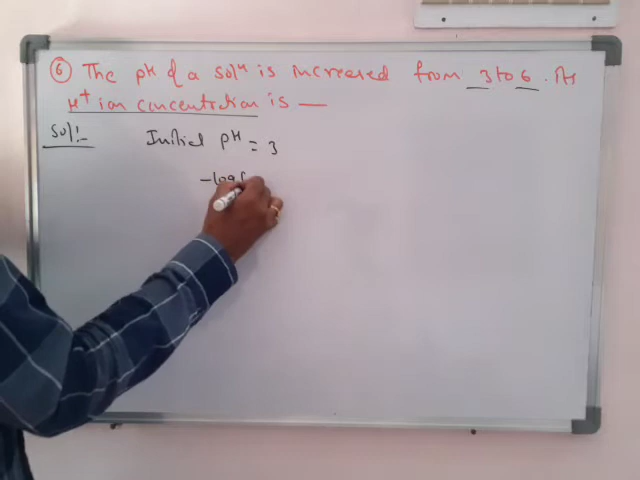 ⑥ The pH of a solⁿ is increased from 3 to 6. Its
H⁺ ion concentration is —
Sol:-
Initial pH = 3
-log[